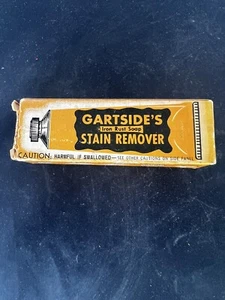 GARTSIDE'S
Iron Rust Soap
STAIN REMOVER
CAUTION: HARMFUL IF SWALLOWED—SEE OTHER CAUTIONS ON SIDE PANEL